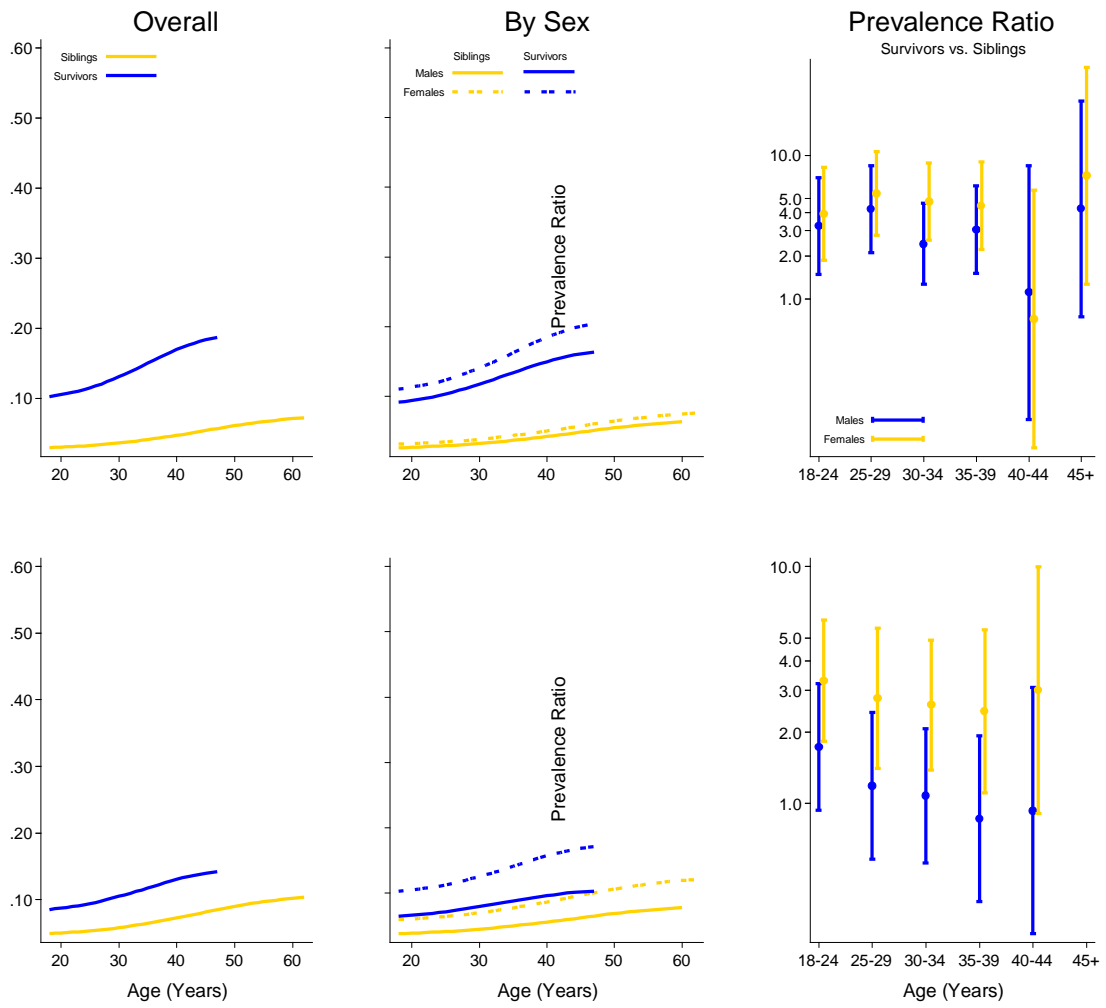 Overall
By Sex
Prevalence Ratio
Survivors vs. Siblings
.60
.50
.40
.30
.20
.10
Siblings
Survivors
20 30 40 50 60
Siblings Survivors
Males
Females
Prevalence Ratio
20 30 40 50 60
10.0
5.0
4.0
3.0
2.0
1.0
Males
Females
18-24 25-29 30-34 35-39 40-44 45+
.60
.50
.40
.30
.20
.10
20 30 40 50 60
Age (Years)
Prevalence Ratio
20 30 40 50 60
Age (Years)
10.0
5.0
4.0
3.0
2.0
1.0
18-24 25-29 30-34 35-39 40-44 45+
Age (Years)